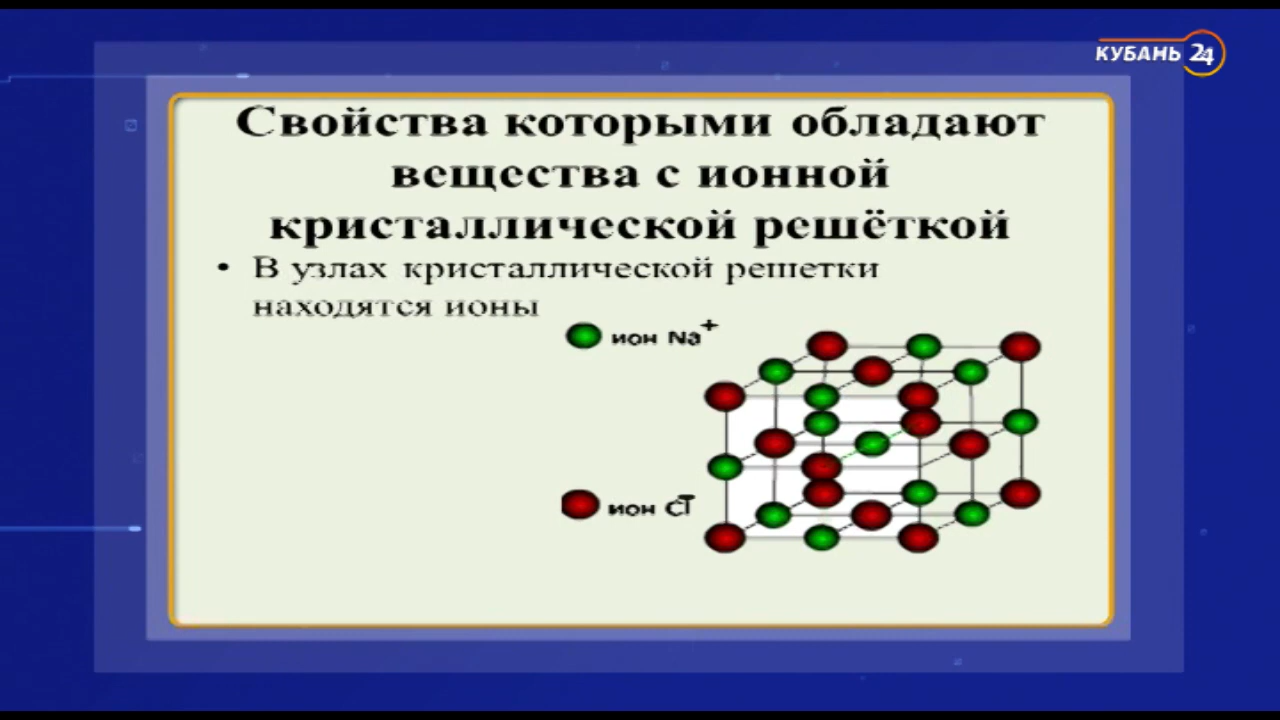 КУБАНЬ 24
Свойства которыми обладают
вещества с ионной
кристаллической решёткой
• В узлах кристаллической решетки
находятся ионы
ион Na⁺
ион Cl⁻